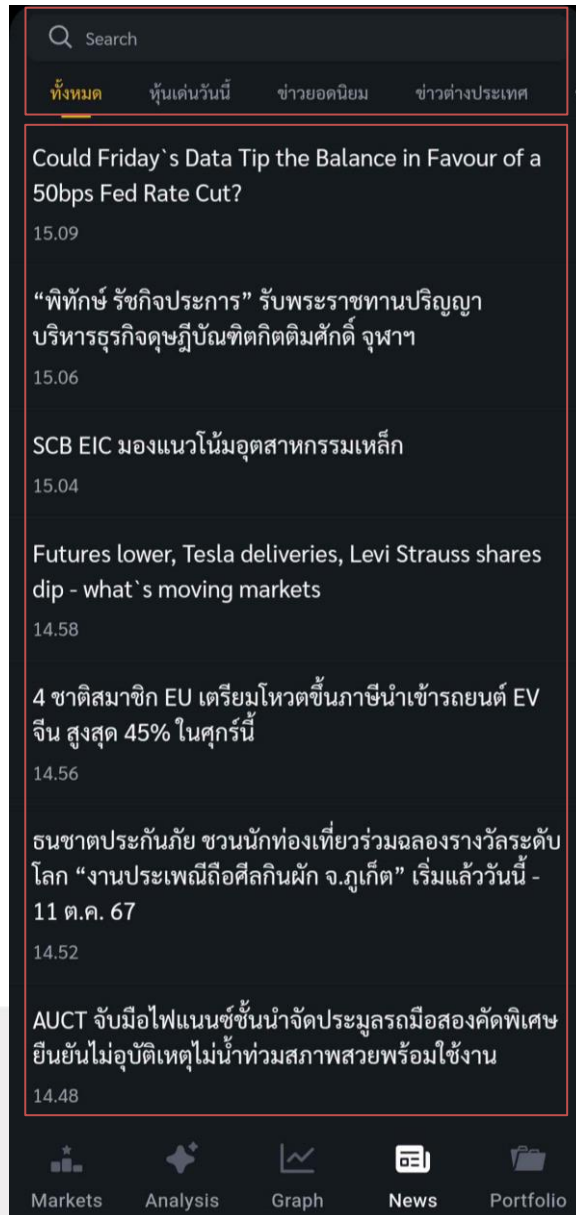 Search
ทั้งหมด หุ้นเด่นวันนี้ ข่าวยอดนิยม ข่าวต่างประเทศ
Could Friday`s Data Tip the Balance in Favour of a
50bps Fed Rate Cut?
15.09
“พิทักษ์ รัชกิจประการ” รับพระราชทานปริญญา
บริหารธุรกิจดุษฎีบัณฑิตกิตติมศักดิ์ จุฬาฯ
15.06
SCB EIC มองแนวโน้มอุตสาหกรรมเหล็ก
15.04
Futures lower, Tesla deliveries, Levi Strauss shares
dip - what`s moving markets
14.58
4 ชาติสมาชิก EU เตรียมโหวตขึ้นภาษีนำเข้ารถยนต์ EV
จีน สูงสุด 45% ในศุกร์นี้
14.56
ธนชาตประกันภัย ชวนนักท่องเที่ยวร่วมฉลองรางวัลระดับ
โลก “งานประเพณีถือศีลกินผัก จ.ภูเก็ต” เริ่มแล้ววันนี้ -
11 ต.ค. 67
14.52
AUCT จับมือไฟแนนซ์ชั้นนำจัดประมูลรถมือสองคัดพิเศษ
ยืนยันไม่อุบัติเหตุไม่น้ำท่วมสภาพสวยพร้อมใช้งาน
14.48
Markets Analysis Graph News Portfolio